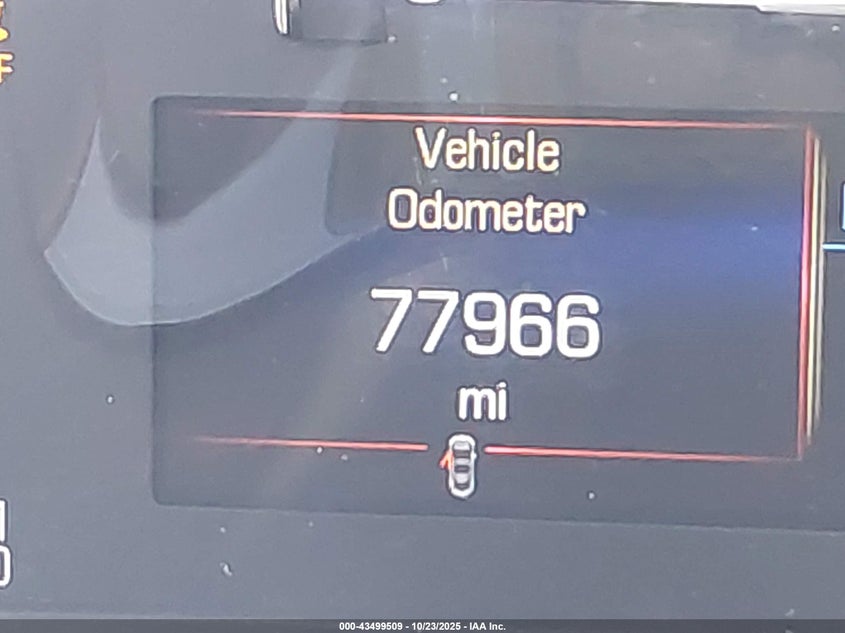 Vehicle
Odometer
77966
mi
000-43499509 - 10/23/2025 - IAA Inc.